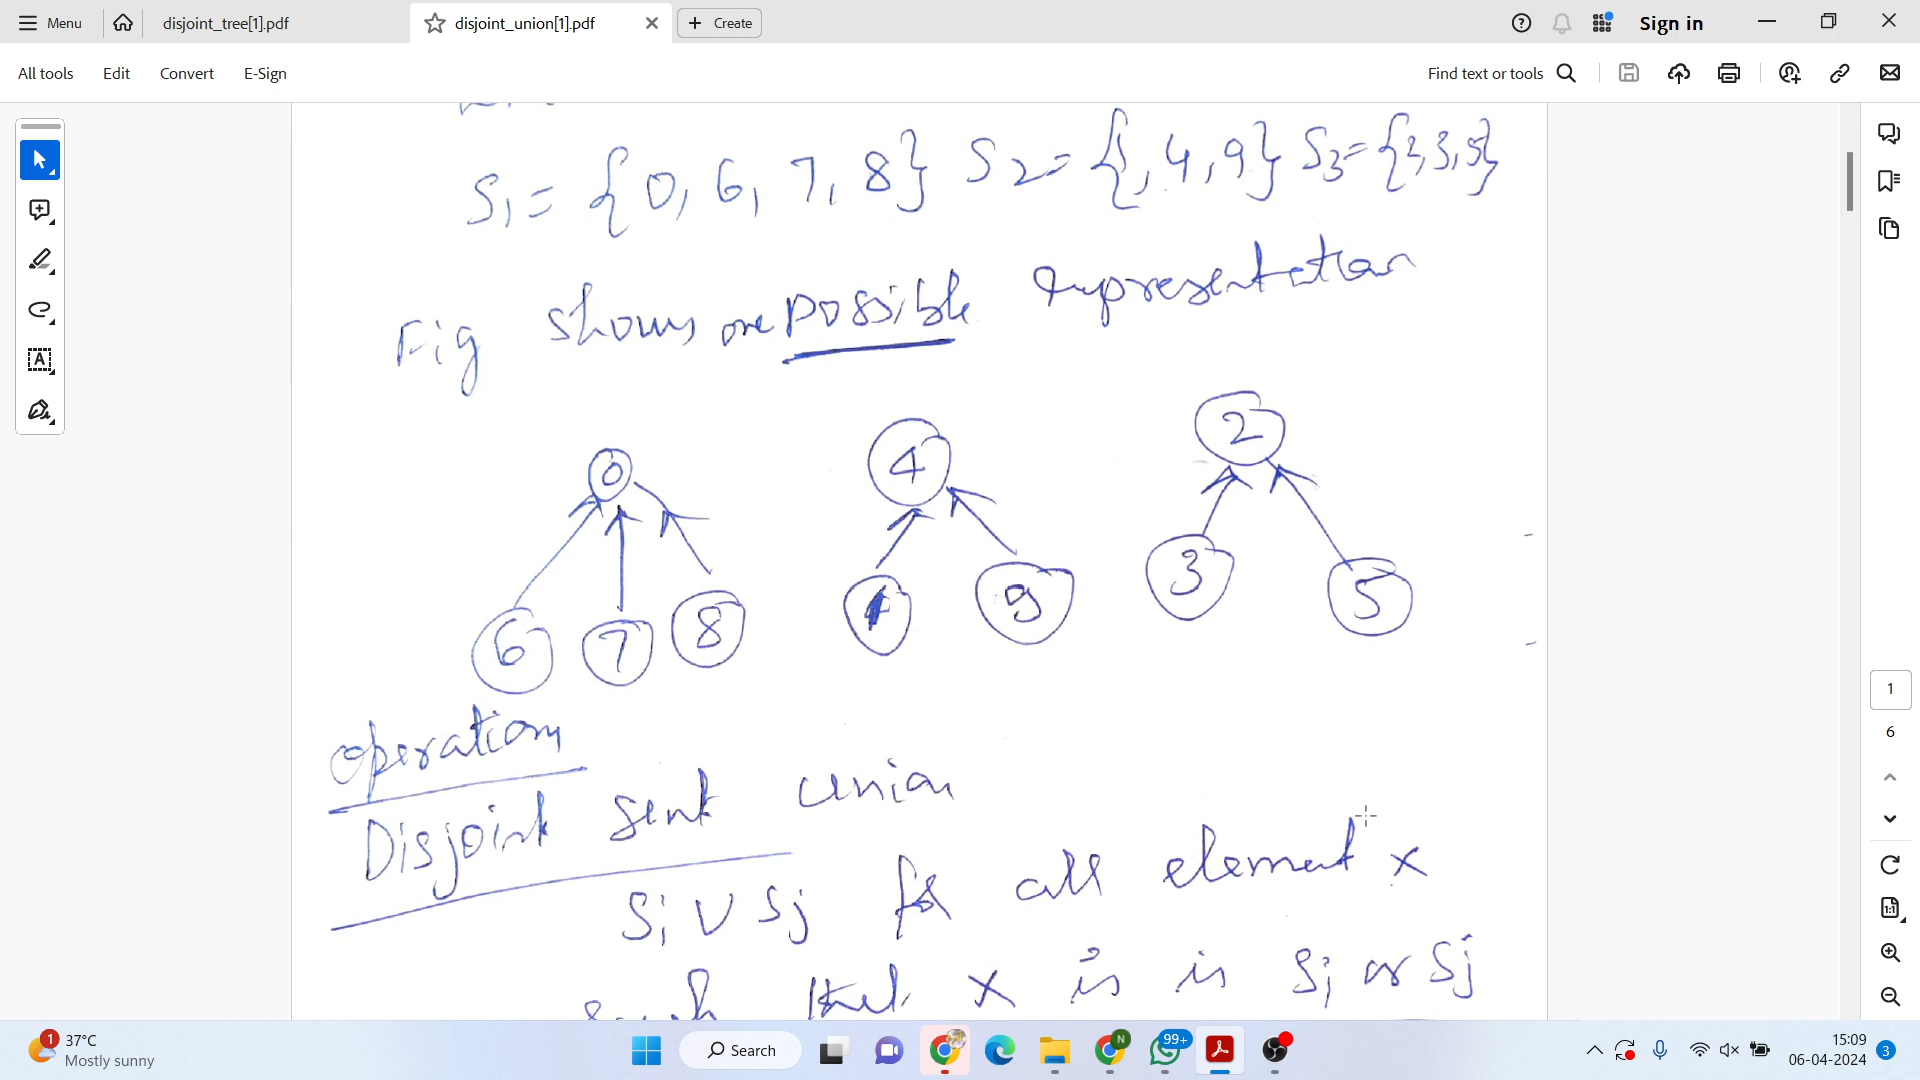 Menu
disjoint_tree[1].pdf
disjoint_union[1].pdf
Create
Sign in
All tools
Edit
Convert
E-Sign
Find text or tools
S1 = {0, 6, 7, 8} S2 = {, 4, 9} S3 = {2, 3, 5}
Fig shows one possible representation
0
4
2
6
7
8
1
9
3
5
operation
Disjoint sent union
Si ∪ Sj for all element x
such that x is is Si or Sj
A
1
6
1
37°C
Mostly sunny
Search
N
99+
15:09
06-04-2024
3